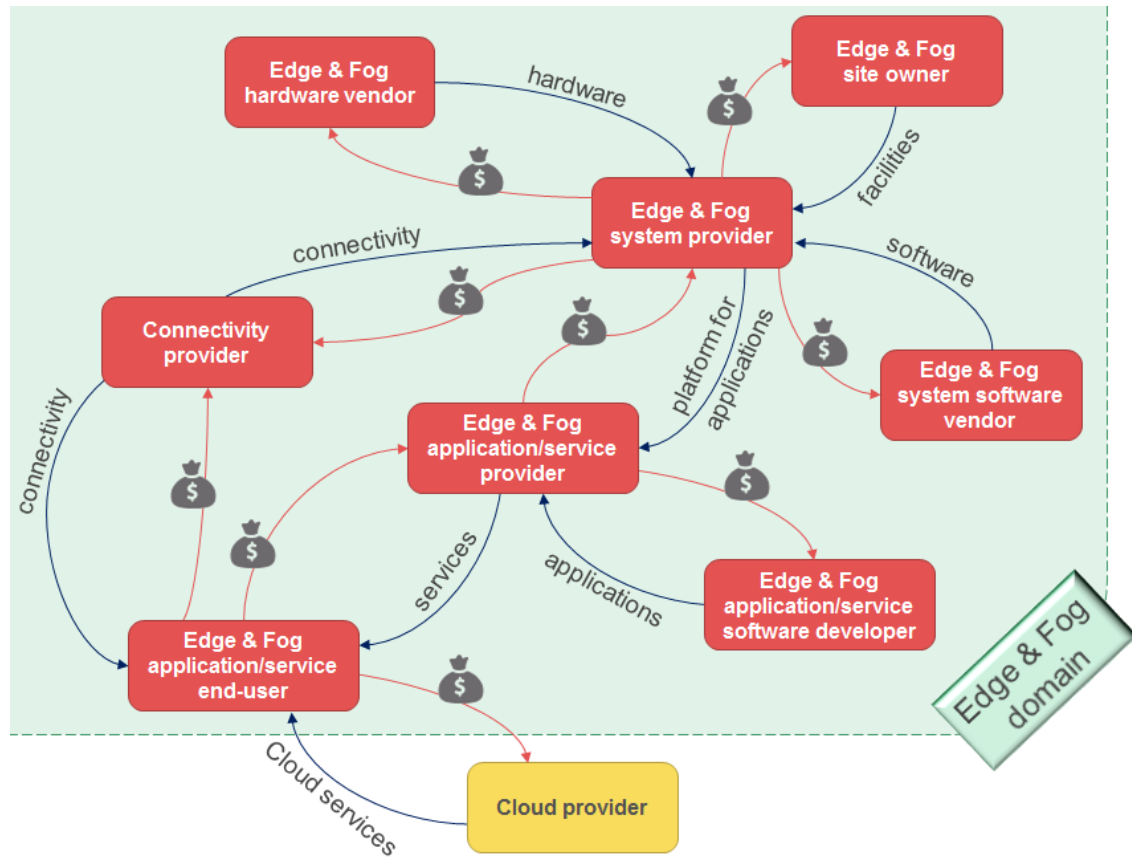 Edge & Fog
hardware vendor
hardware
Edge & Fog
site owner
$
$
facilities
Edge & Fog
system provider
connectivity
software
$
$
$
Connectivity
provider
platform for
applications
Edge & Fog
system software
vendor
connectivity
Edge & Fog
application/service
provider
$
$
$
services
applications
Edge & Fog
application/service
software developer
Edge & Fog
application/service
end-user
$
Edge & Fog
domain
Cloud services
Cloud provider